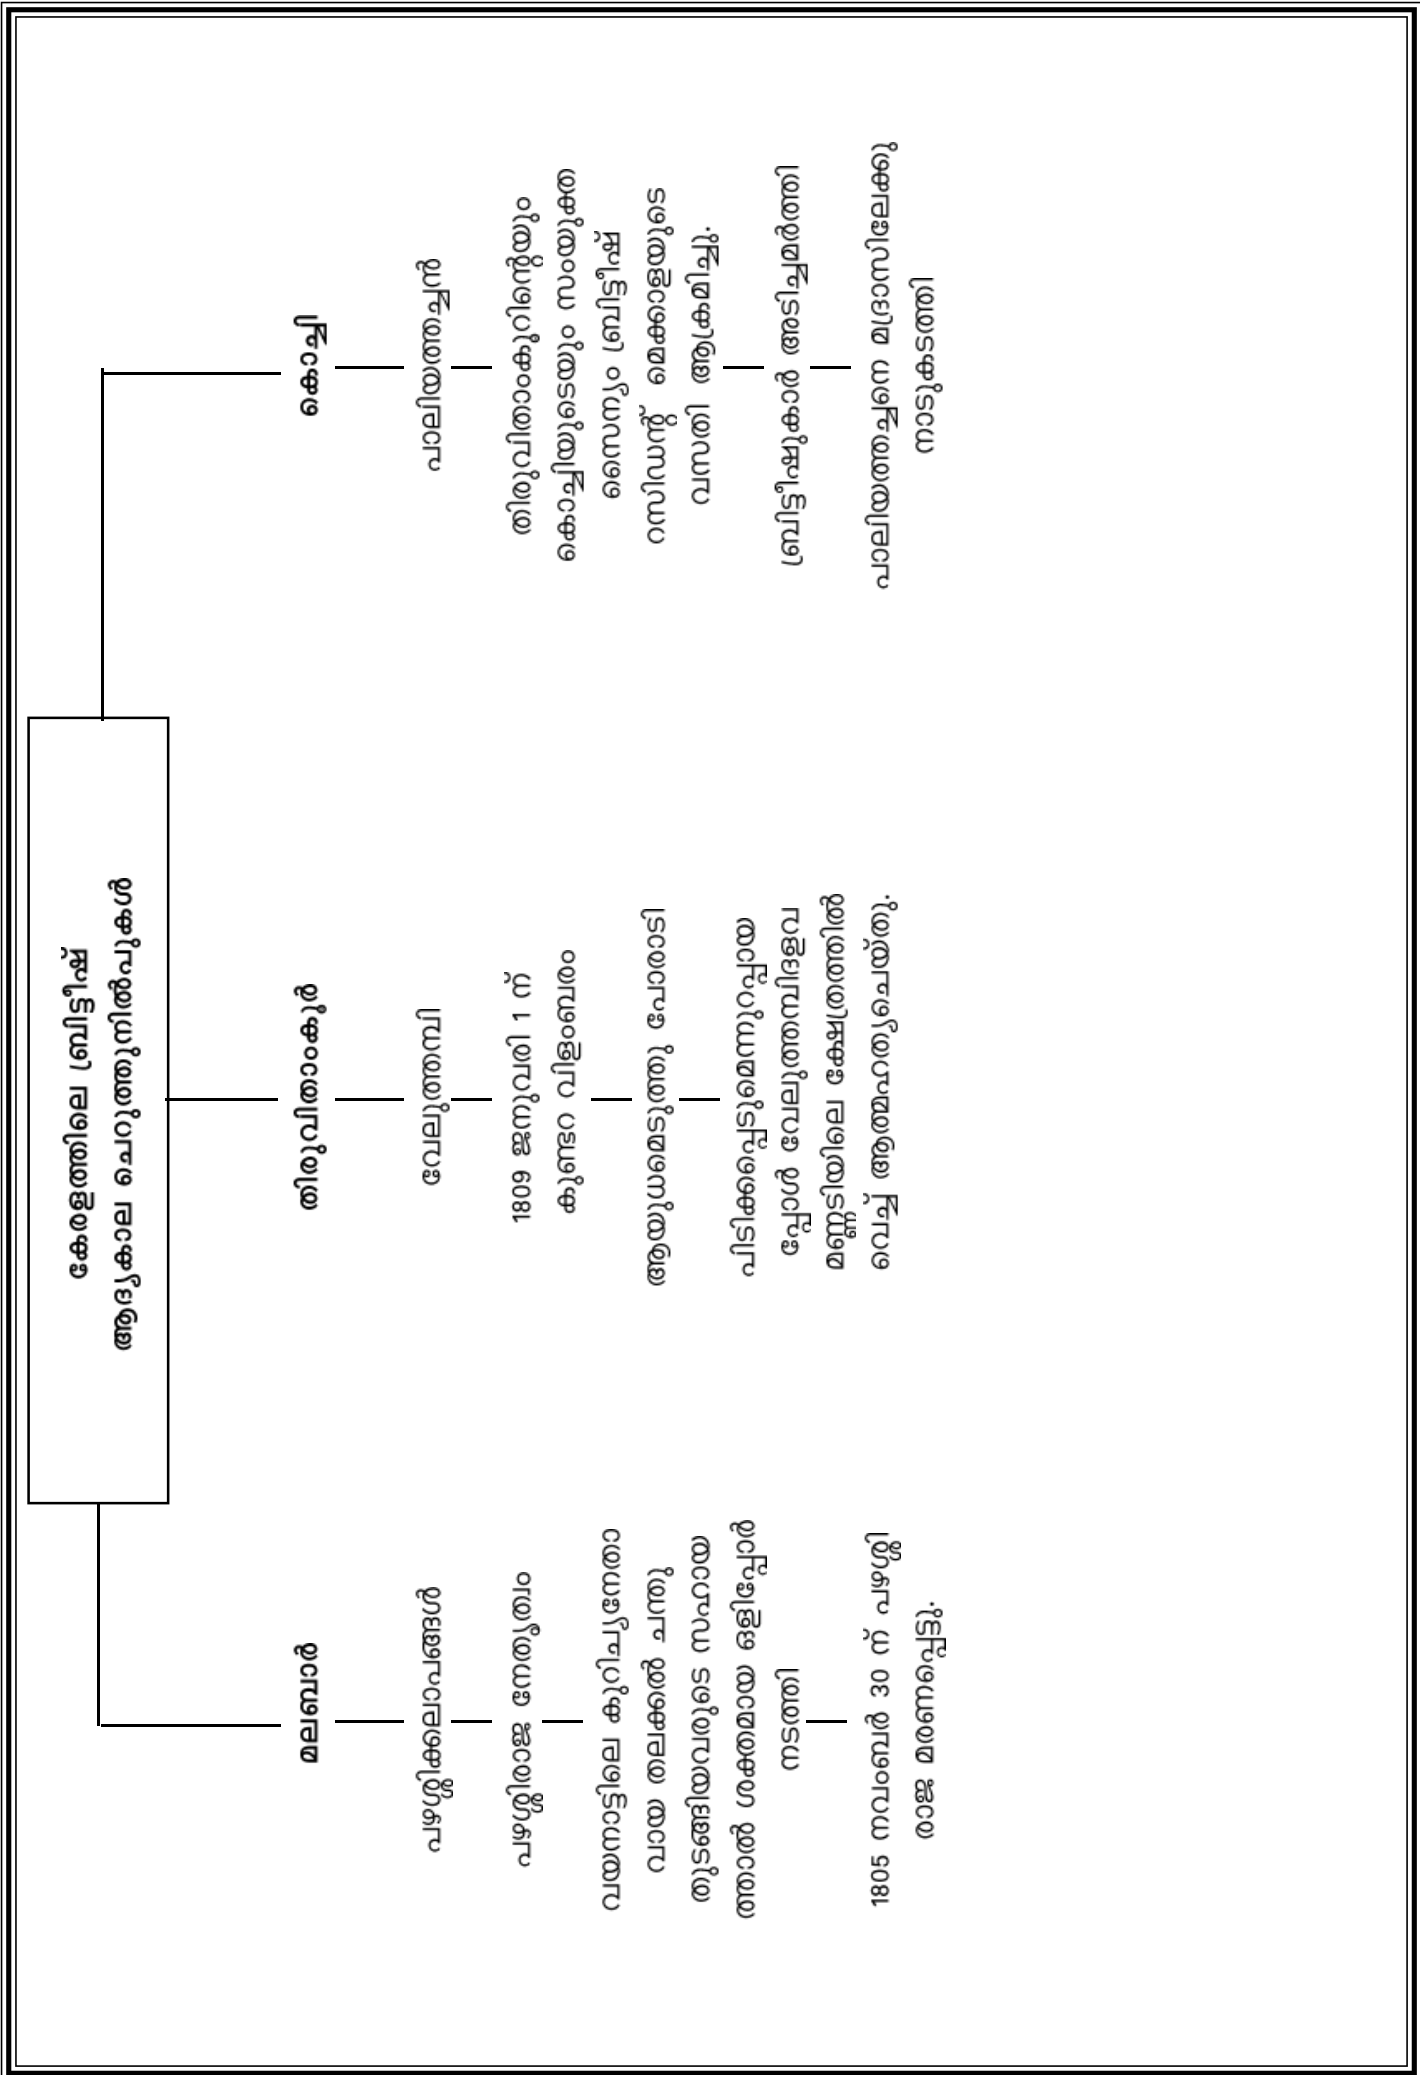 കേരളത്തിലെ ബ്രിട്ടീഷ്
ആദ്യകാല ചെറുത്തുനിൽപുകൾ
മലബാർ
പഴശ്ശിക്കലാപങ്ങൾ
പഴശ്ശിരാജ നേതൃത്വം
വയനാട്ടിലെ കുറിച്യനേതാ
വായ തലക്കൽ ചന്തു
തുടങ്ങിയവരുടെ സഹായ
ത്താൽ ശക്തമായ ഒളിപ്പോർ
നടത്തി
1805 നവംബർ 30 ന് പഴശ്ശി
രാജ മരണപ്പെട്ടു.
തിരുവിതാംകൂർ
വേലുത്തമ്പി
1809 ജനുവരി 1 ന്
കുണ്ടറ വിളംബരം
ആയുധമെടുത്തു പോരാടി
പിടിക്കപ്പെടുമെന്നുറപ്പായ
പ്പോൾ വേലുത്തമ്പിദളവ
മണ്ണടിയിലെ ക്ഷേത്രത്തിൽ
വെച്ച് ആത്മഹത്യചെയ്തു.
കൊച്ചി
പാലിയത്തച്ചൻ
തിരുവിതാംകൂറിന്റെയും
കൊച്ചിയുടെയും സംയുക്ത
സൈന്യം ബ്രിട്ടീഷ്
റസിഡന്റ് മെക്കാളയുടെ
വസതി ആക്രമിച്ചു.
ബ്രിട്ടീഷുകാർ അടിച്ചമർത്തി
പാലിയത്തച്ചനെ മദ്രാസിലേക്കു
നാടുകടത്തി